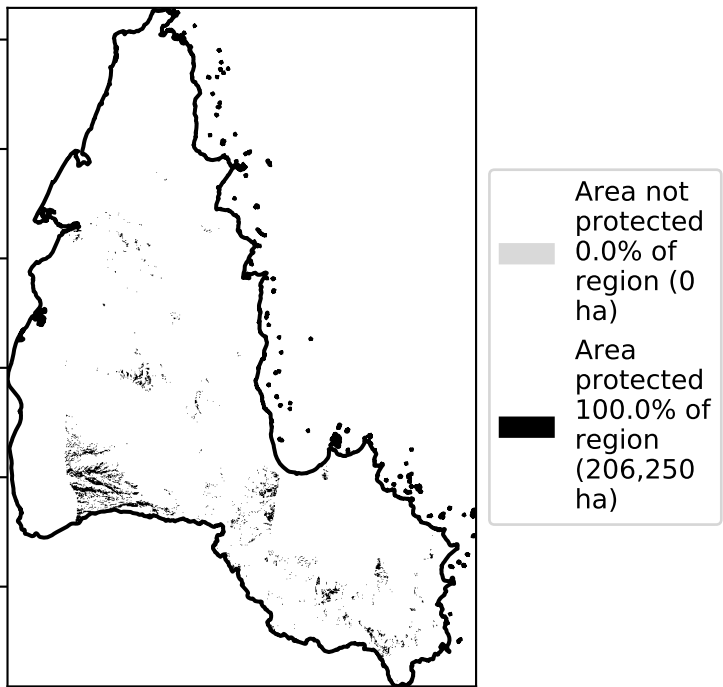 Area not
protected
0.0% of
region (0
ha)
Area
protected
100.0% of
region
(206,250
ha)